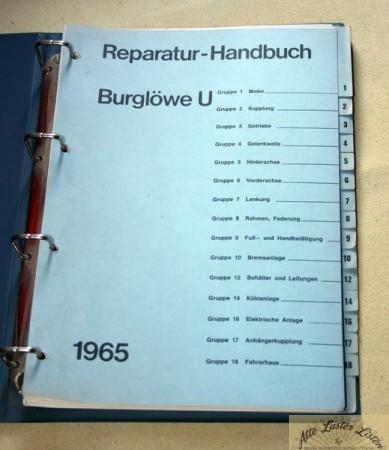 Reparatur-Handbuch
Burglöwe U
Gruppe 1 Motor 1
Gruppe 2 Kupplung 2
Gruppe 3 Getriebe 3
Gruppe 4 Gelenkwelle 4
Gruppe 5 Hinterachse 5
Gruppe 6 Vorderachse 6
Gruppe 7 Lenkung 7
Gruppe 8 Rahmen, Federung 8
Gruppe 9 Fuß- und Handbetätigung 9
Gruppe 10 Bremsanlage 10
Gruppe 12 Behälter und Leitungen 12
Gruppe 14 Kühlanlage 14
Gruppe 16 Elektrische Anlage 16
Gruppe 17 Anhängerkupplung 17
Gruppe 18 Fahrerhaus 18
1965
Alte Laster Listen